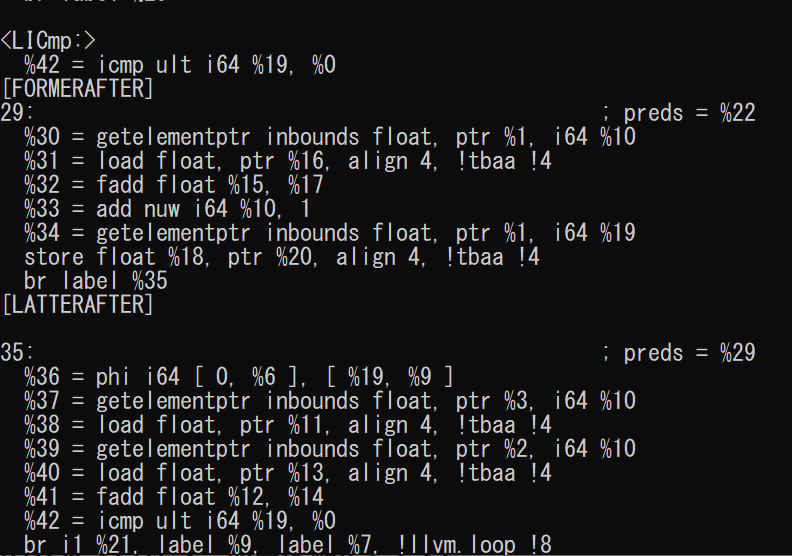 <LICmp:>
%42 = icmp ult i64 %19, %0
[FORMERAFTER]
29: ; preds = %22
%30 = getelementptr inbounds float, ptr %1, i64 %10
%31 = load float, ptr %16, align 4, !tbaa !4
%32 = fadd float %15, %17
%33 = add nuw i64 %10, 1
%34 = getelementptr inbounds float, ptr %1, i64 %19
store float %18, ptr %20, align 4, !tbaa !4
br label %35
[LATTERAFTER]
35: ; preds = %29
%36 = phi i64 [ 0, %6 ], [ %19, %9 ]
%37 = getelementptr inbounds float, ptr %3, i64 %10
%38 = load float, ptr %11, align 4, !tbaa !4
%39 = getelementptr inbounds float, ptr %2, i64 %10
%40 = load float, ptr %13, align 4, !tbaa !4
%41 = fadd float %12, %14
%42 = icmp ult i64 %19, %0
br i1 %21, label %9, label %7, !llvm.loop !8